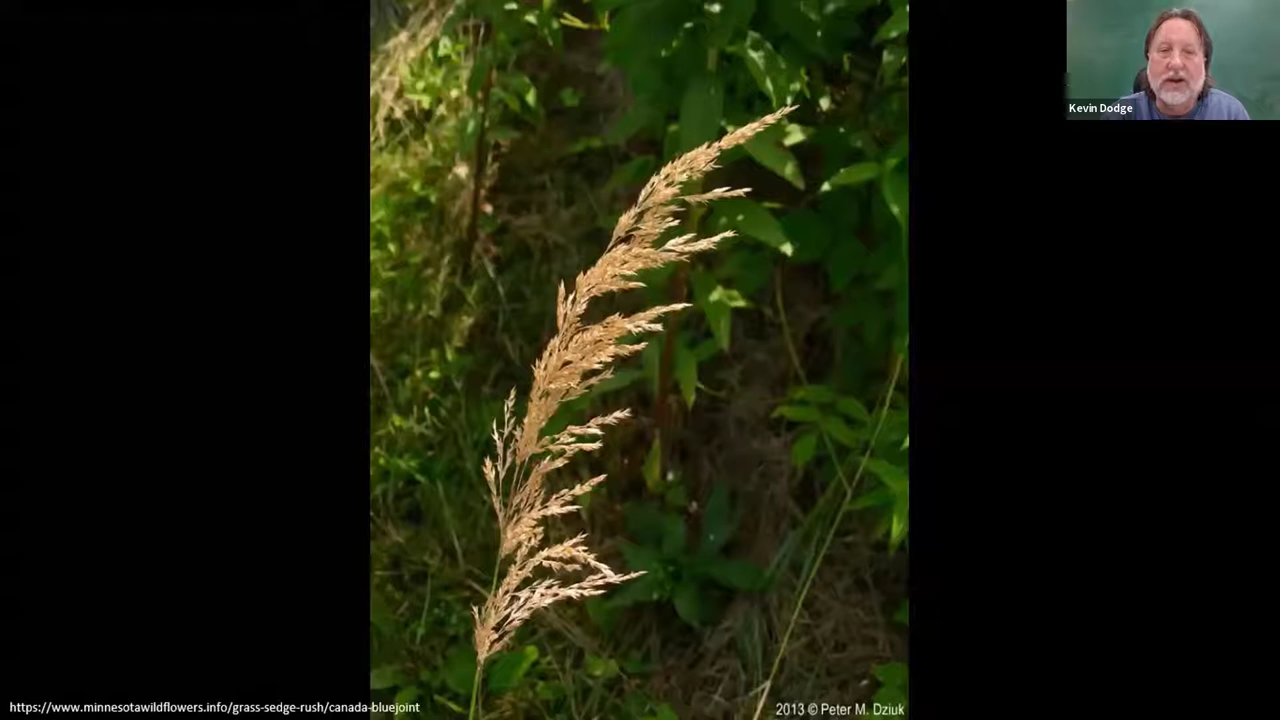 Kevin Dodge
https://www.minnesotawildflowers.info/grass-sedge-rush/canada-bluejoint
2013 © Peter M. Dziuk